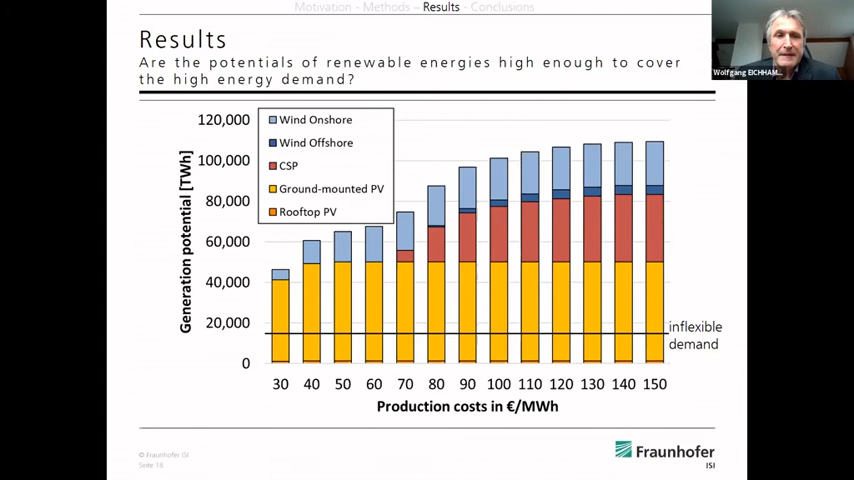 Motivation - Methods – Results - Conclusions
Results
Are the potentials of renewable energies high enough to cover
the high energy demand?
Wolfgang EICHHAM...
120,000
100,000
80,000
60,000
40,000
20,000
0
Generation potential [TWh]
Wind Onshore
Wind Offshore
CSP
Ground-mounted PV
Rooftop PV
inflexible
demand
30 40 50 60 70 80 90 100 110 120 130 140 150
Production costs in €/MWh
© Fraunhofer ISI
Seite 18
Fraunhofer
ISI